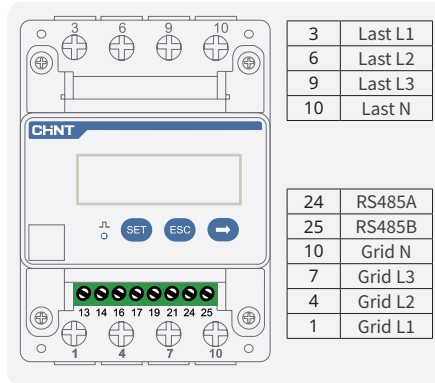 3 6 9 10
CHNT
SET ESC
13 14 16 17 19 21 24 25
1 4 7 10
3 Last L1
6 Last L2
9 Last L3
10 Last N
24 RS485A
25 RS485B
10 Grid N
7 Grid L3
4 Grid L2
1 Grid L1